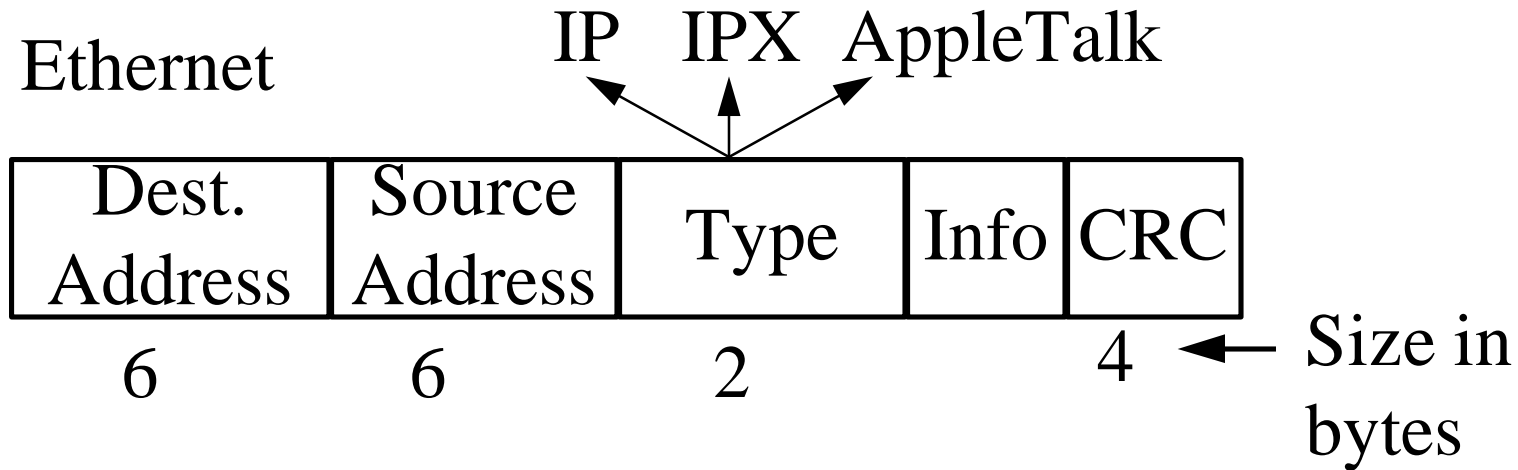 IP IPX AppleTalk
Ethernet
Dest. Address
Source Address
Type
Info
CRC
6 6 2 4
Size in
bytes